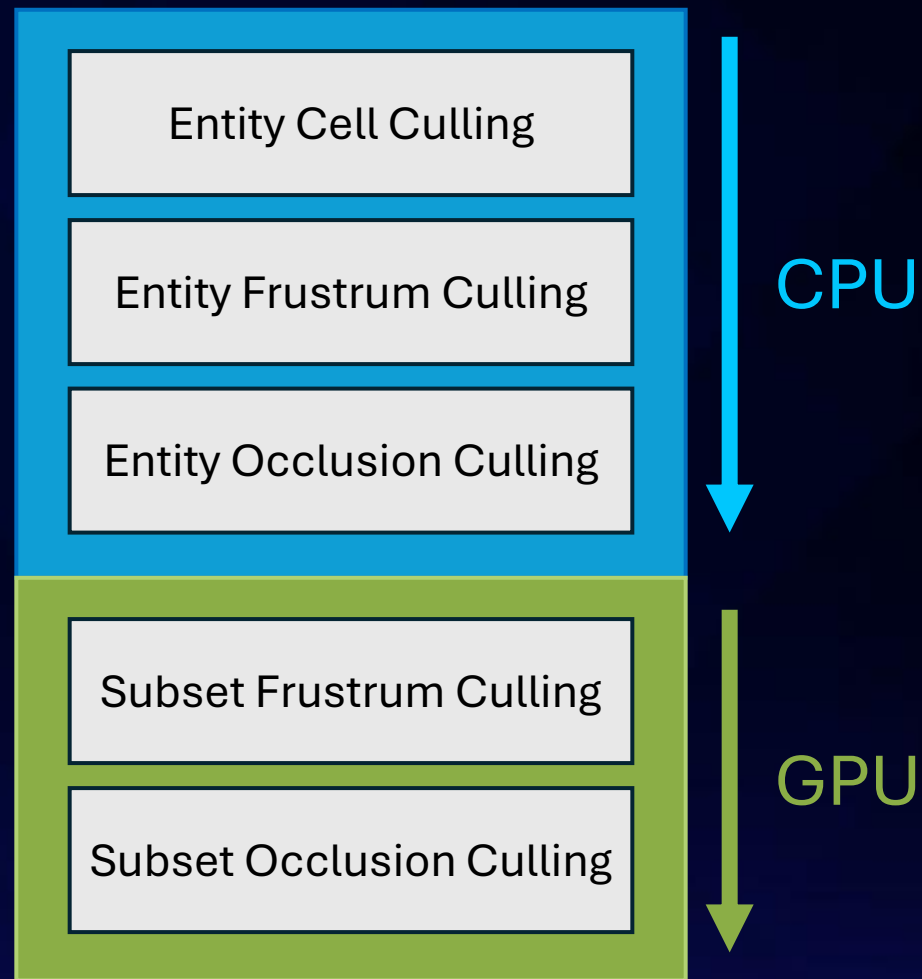 Entity Cell Culling
Entity Frustrum Culling
Entity Occlusion Culling
CPU
Subset Frustrum Culling
Subset Occlusion Culling
GPU